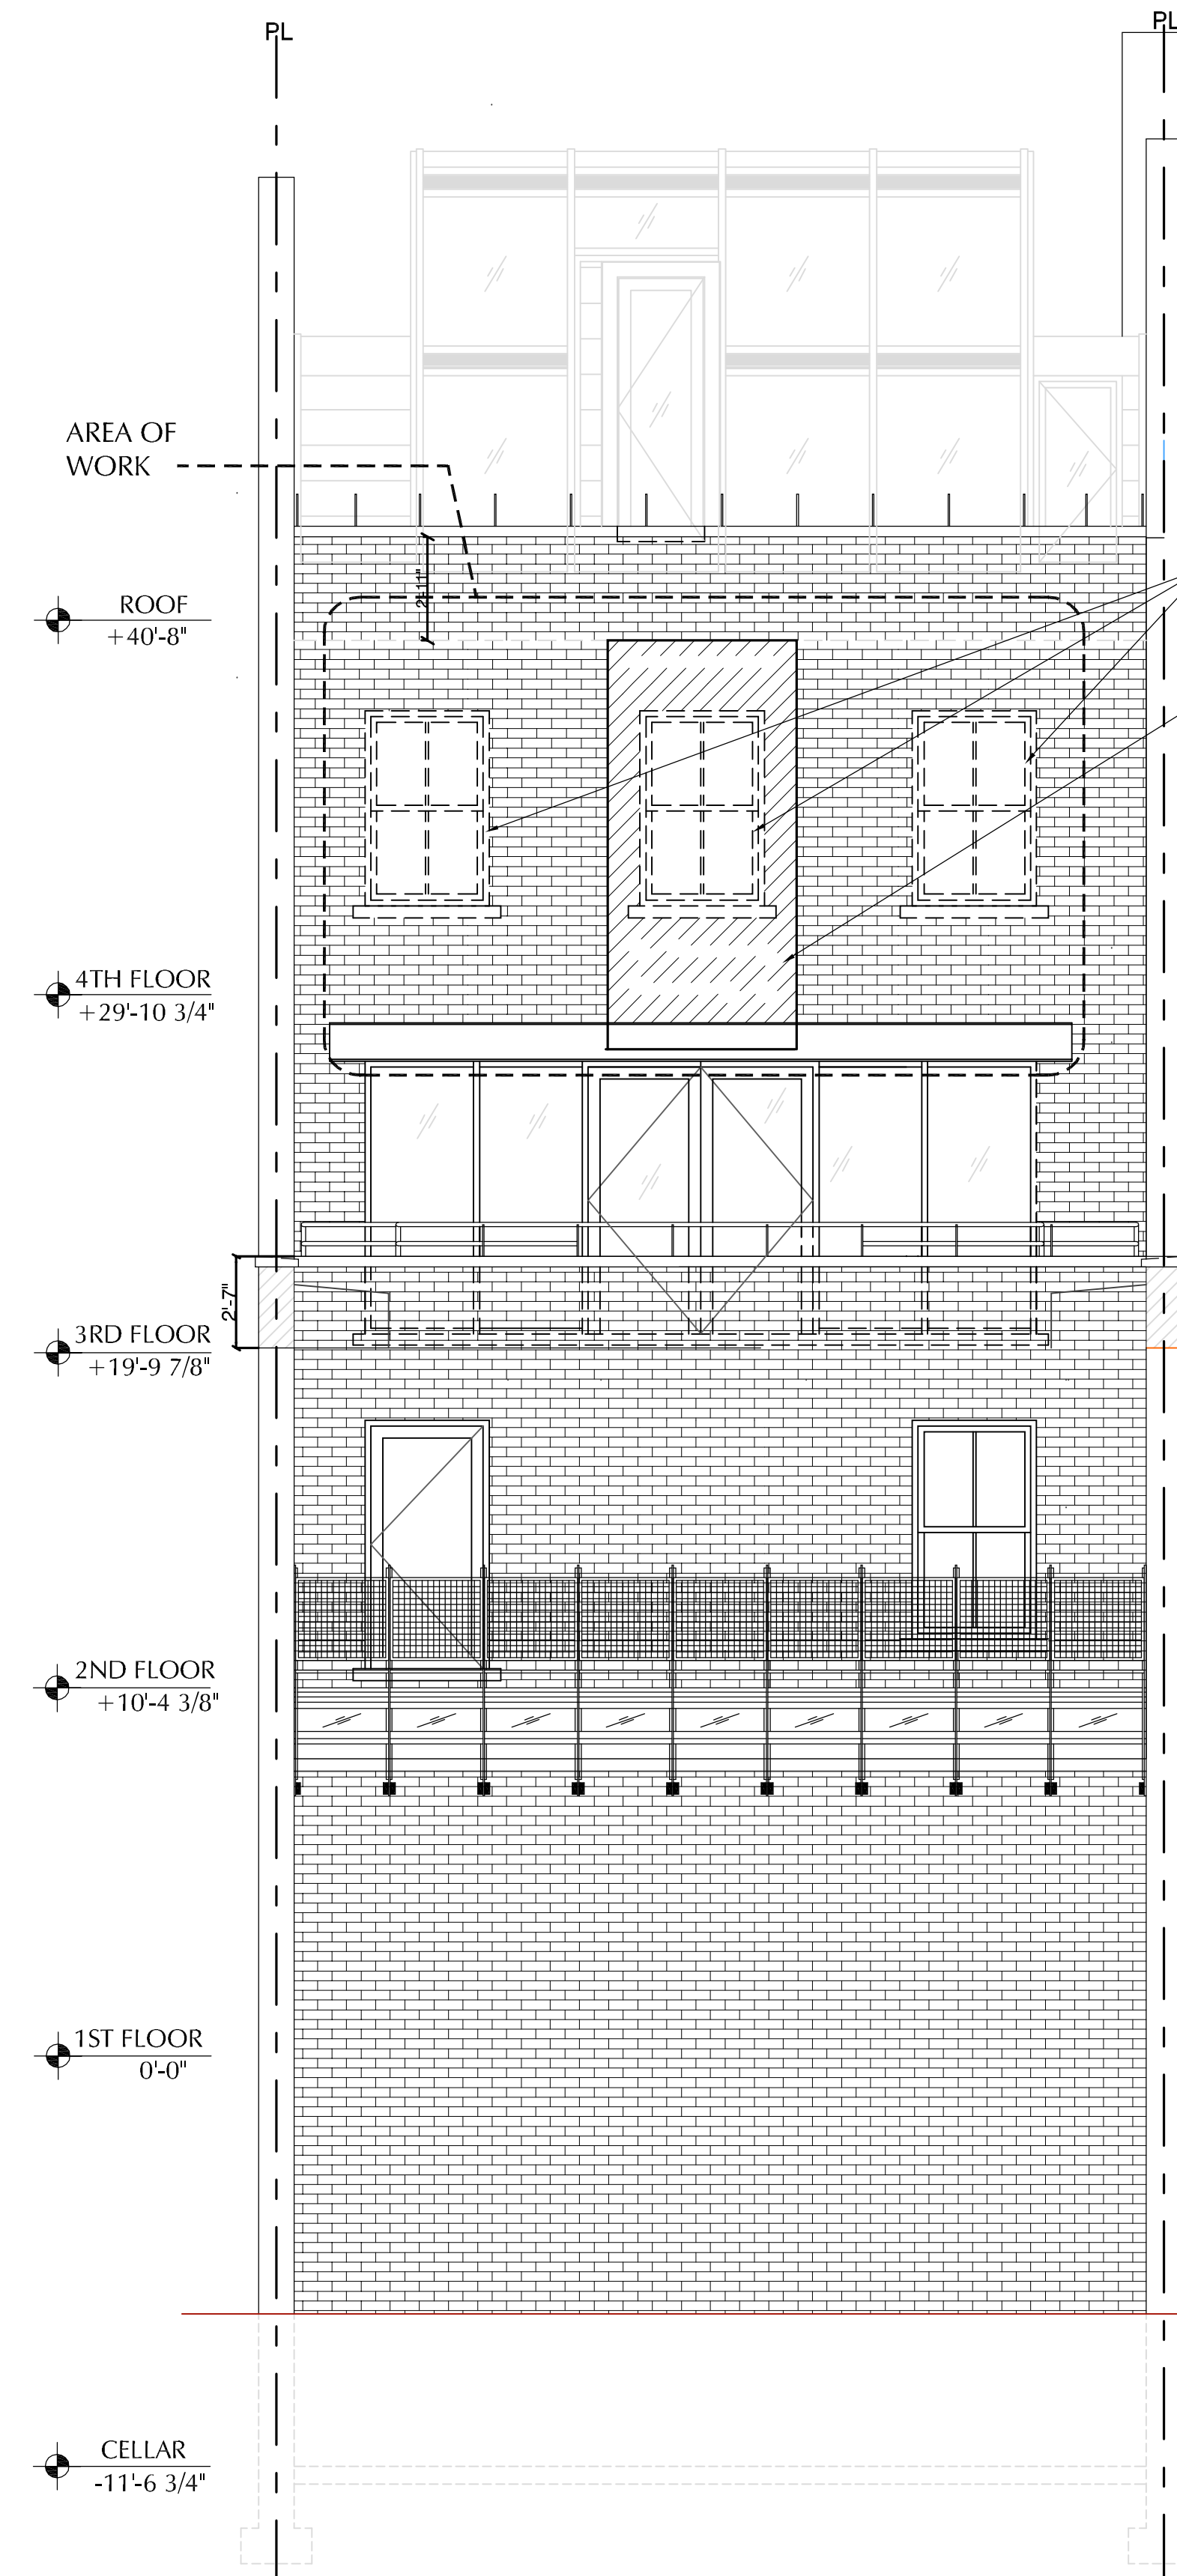 PL
PL
AREA OF
WORK
2'-11"
ROOF
+40'-8"
4TH FLOOR
+29'-10 3/4"
2'-7"
3RD FLOOR
+19'-9 7/8"
2ND FLOOR
+10'-4 3/8"
1ST FLOOR
0'-0"
CELLAR
-11'-6 3/4"